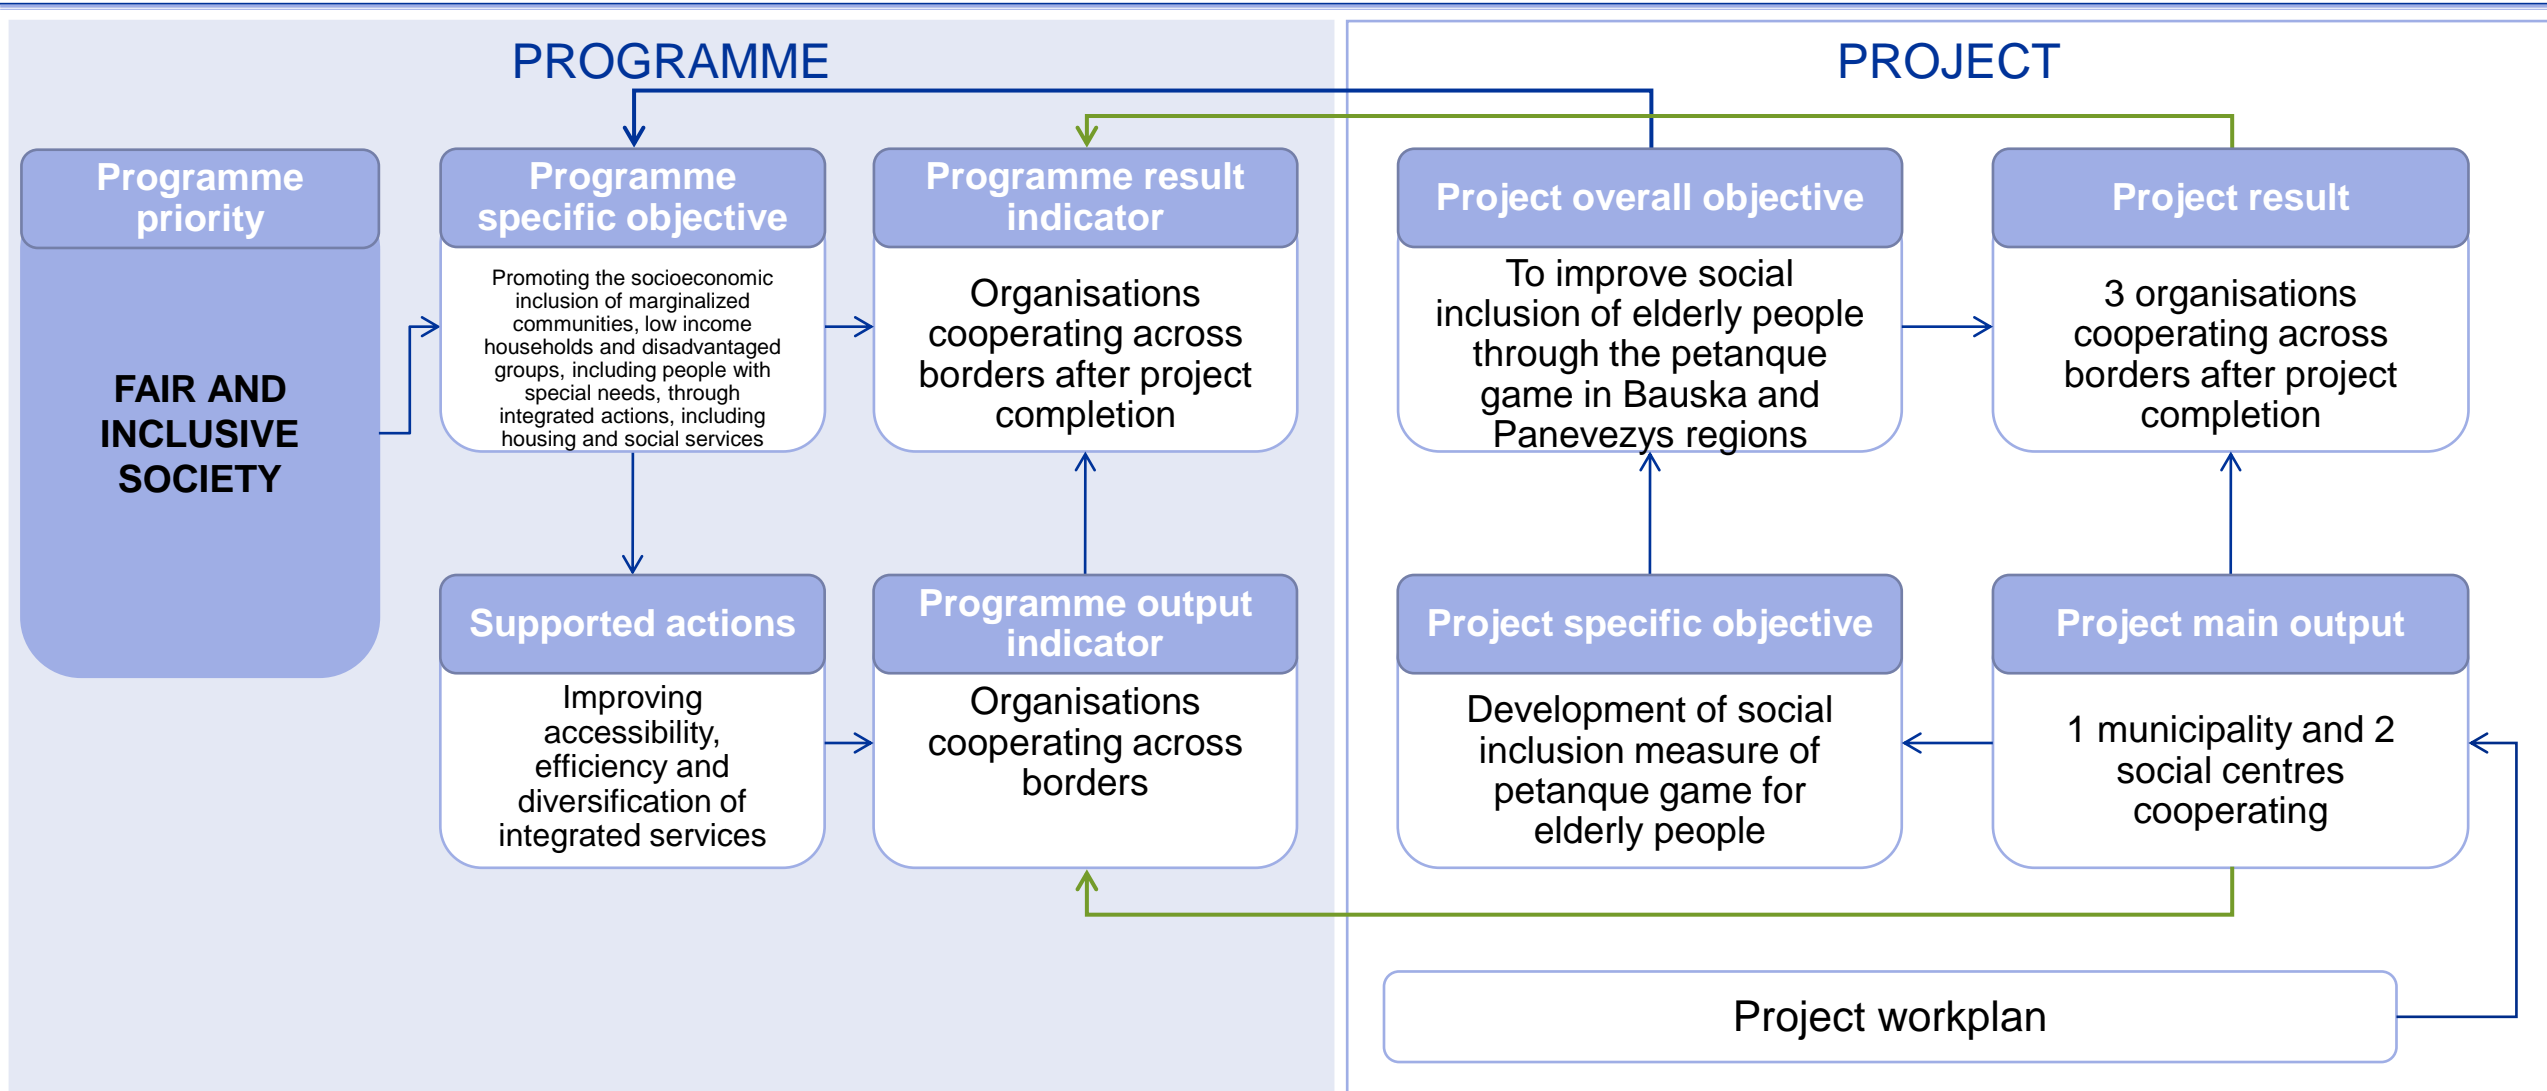 PROGRAMME
PROJECT
Programme
priority
FAIR AND
INCLUSIVE
SOCIETY
Programme
specific objective
Promoting the socioeconomic
inclusion of marginalized
communities, low income
households and disadvantaged
groups, including people with
special needs, through
integrated actions, including
housing and social services
Programme result
indicator
Organisations
cooperating across
borders after project
completion
Project overall objective
To improve social
inclusion of elderly people
through the petanque
game in Bauska and
Panevezys regions
Project result
3 organisations
cooperating across
borders after project
completion
Supported actions
Improving
accessibility,
efficiency and
diversification of
integrated services
Programme output
indicator
Organisations
cooperating across
borders
Project specific objective
Development of social
inclusion measure of
petanque game for
elderly people
Project main output
1 municipality and 2
social centres
cooperating
Project workplan